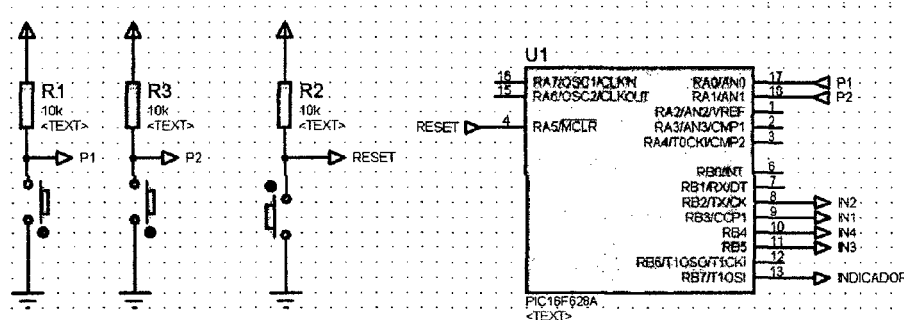 R1
10k
<TEXT>
P1
R3
10k
<TEXT>
P2
R2
10k
<TEXT>
RESET
U1
RESET
4
RA5/MCLR
16
RA7/OSC1/CLKIN
15
RA6/OSC2/CLKOUT
RA0/AN0
17
P1
RA1/AN1
18
P2
RA2/AN2/VREF
1
RA3/AN3/CMP1
2
RA4/T0CKI/CMP2
3
RB0/INT
6
RB1/RX/DT
7
RB2/TX/CK
8
IN2
RB3/CCP1
9
IN1
RB4
10
IN4
RB5
11
IN3
RB6/T1OSO/T1CKI
12
RB7/T1OSI
13
INDICADOR
PIC16F628A
<TEXT>